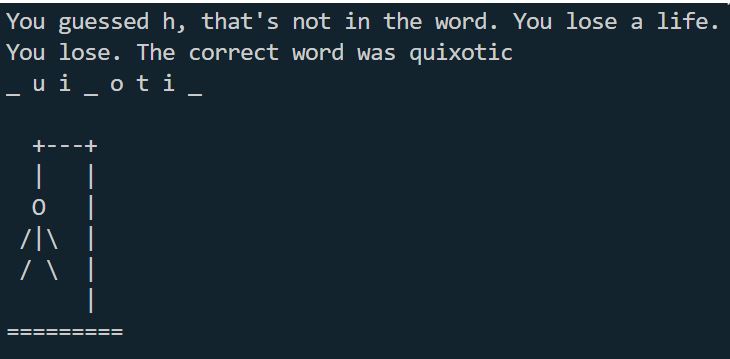 You guessed h, that's not in the word. You lose a life.
You lose. The correct word was quixotic
_ u i _ o t i _

  +---+
  |   |
  O   |
 /|\  |
 / \  |
      |
=========